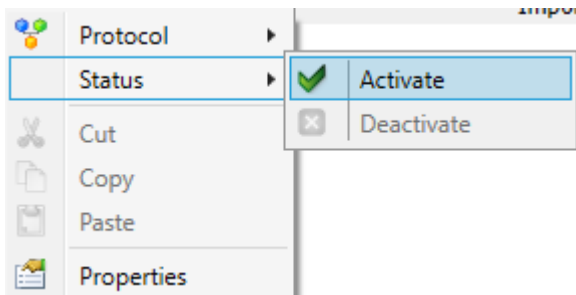 Protocol
Status
Activate
Deactivate
Cut
Copy
Paste
Properties